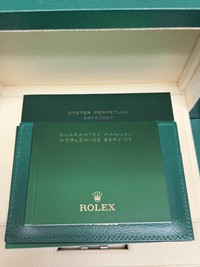 OYSTER PERPETUAL
DATEJUST
GUARANTEE MANUAL
WORLDWIDE SERVICE
ROLEX